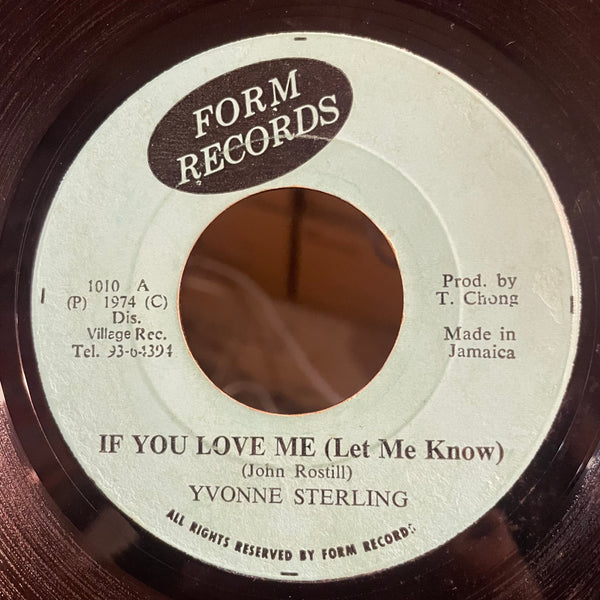 FORM
RECORDS
1010 A
(P) 1974 (C)
Dis.
Village Rec.
Tel. 93-64394
Prod. by
T. Chong
Made in
Jamaica
IF YOU LOVE ME (Let Me Know)
(John Rostill)
YVONNE STERLING
ALL RIGHTS RESERVED BY FORM RECORDS